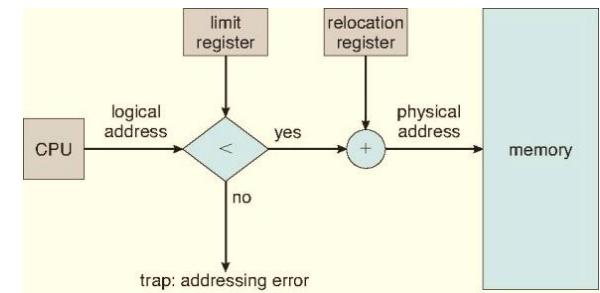 limit
register
relocation
register
logical
address
physical
address
CPU
<
yes
+
memory
no
trap: addressing error